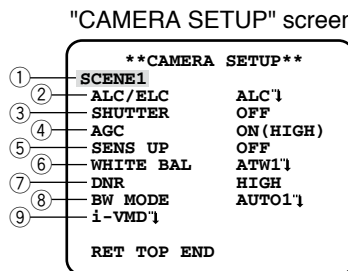 "CAMERA SETUP" screen
**CAMERA SETUP**
① SCENE1
② ALC/ELC ALC↵
③ SHUTTER OFF
④ AGC ON(HIGH)
⑤ SENS UP OFF
⑥ WHITE BAL ATW1↵
⑦ DNR HIGH
⑧ BW MODE AUTO1↵
⑨ i-VMD↵
RET TOP END